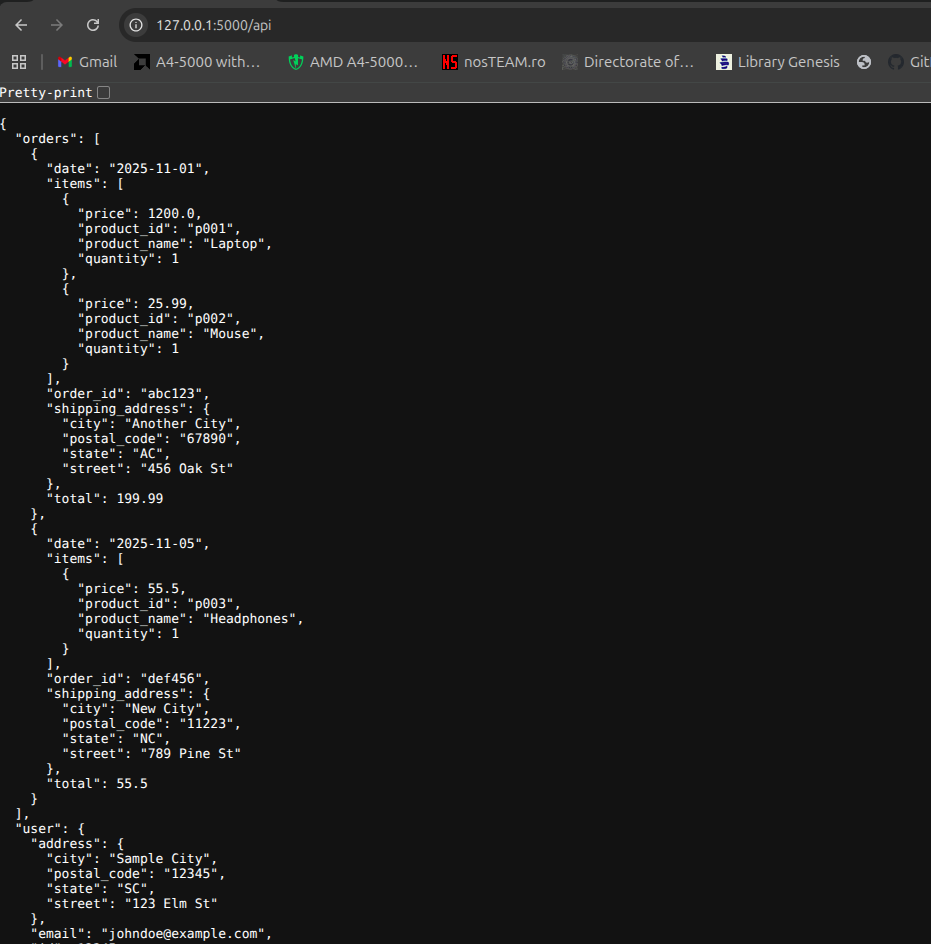 127.0.0.1:5000/api
Gmail A4-5000 with... AMD A4-5000... NS nosTEAM.ro Directorate of... Library Genesis Git
Pretty-print
{
  "orders": [
    {
      "date": "2025-11-01",
      "items": [
        {
          "price": 1200.0,
          "product_id": "p001",
          "product_name": "Laptop",
          "quantity": 1
        },
        {
          "price": 25.99,
          "product_id": "p002",
          "product_name": "Mouse",
          "quantity": 1
        }
      ],
      "order_id": "abc123",
      "shipping_address": {
        "city": "Another City",
        "postal_code": "67890",
        "state": "AC",
        "street": "456 Oak St"
      },
      "total": 199.99
    },
    {
      "date": "2025-11-05",
      "items": [
        {
          "price": 55.5,
          "product_id": "p003",
          "product_name": "Headphones",
          "quantity": 1
        }
      ],
      "order_id": "def456",
      "shipping_address": {
        "city": "New City",
        "postal_code": "11223",
        "state": "NC",
        "street": "789 Pine St"
      },
      "total": 55.5
    }
  ],
  "user": {
    "address": {
      "city": "Sample City",
      "postal_code": "12345",
      "state": "SC",
      "street": "123 Elm St"
    },
    "email": "johndoe@example.com",